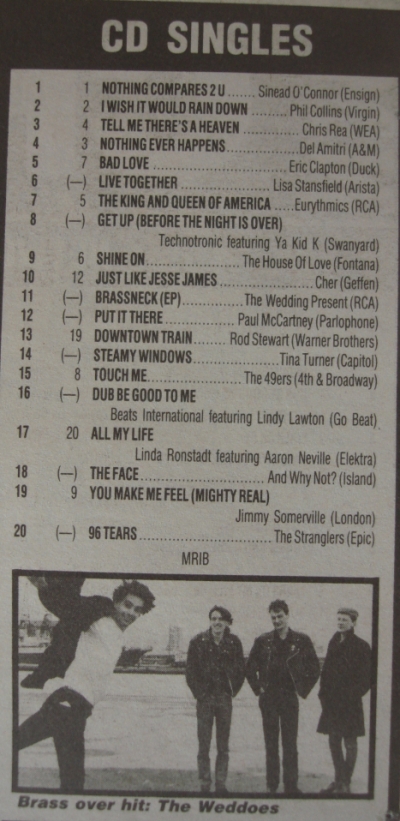 CD SINGLES
1 1 NOTHING COMPARES 2 U ....... Sinead O'Connor (Ensign)
2 2 I WISH IT WOULD RAIN DOWN ......... Phil Collins (Virgin)
3 4 TELL ME THERE'S A HEAVEN ............... Chris Rea (WEA)
4 3 NOTHING EVER HAPPENS ................ Del Amitri (A&M)
5 7 BAD LOVE ................................... Eric Clapton (Duck)
6 (—) LIVE TOGETHER ........................ Lisa Stansfield (Arista)
7 5 THE KING AND QUEEN OF AMERICA ..... Eurythmics (RCA)
8 (—) GET UP (BEFORE THE NIGHT IS OVER)
Technotronic featuring Ya Kid K (Swanyard)
9 6 SHINE ON ....................... The House Of Love (Fontana)
10 12 JUST LIKE JESSE JAMES ........................ Cher (Geffen)
11 (—) BRASSNECK (EP) ................ The Wedding Present (RCA)
12 (—) PUT IT THERE ................. Paul McCartney (Parlophone)
13 19 DOWNTOWN TRAIN ........ Rod Stewart (Warner Brothers)
14 (—) STEAMY WINDOWS .................... Tina Turner (Capitol)
15 8 TOUCH ME ........................ The 49ers (4th & Broadway)
16 (—) DUB BE GOOD TO ME
Beats International featuring Lindy Lawton (Go Beat)
17 20 ALL MY LIFE
Linda Ronstadt featuring Aaron Neville (Elektra)
18 (—) THE FACE ............................ And Why Not? (Island)
19 9 YOU MAKE ME FEEL (MIGHTY REAL)
Jimmy Somerville (London)
20 (—) 96 TEARS .............................. The Stranglers (Epic)
MRIB
Brass over hit: The Weddoes